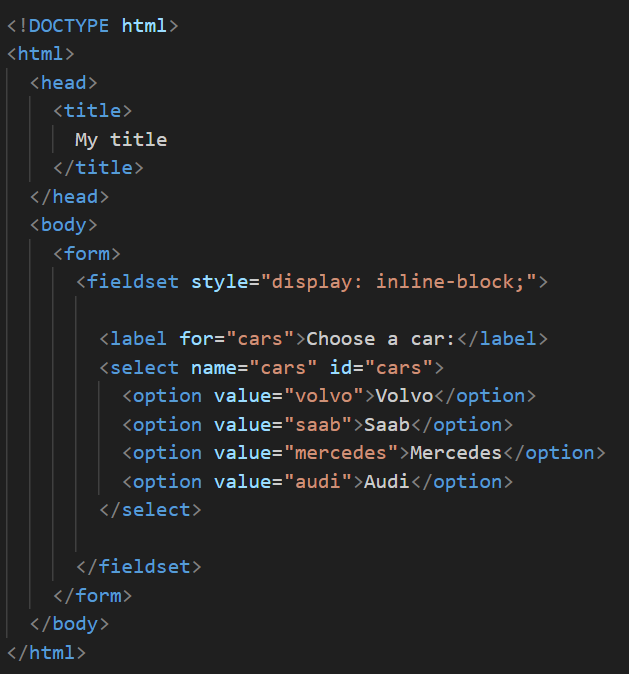 <!DOCTYPE html>
<html>
  <head>
    <title>
      My title
    </title>
  </head>
  <body>
    <form>
      <fieldset style="display: inline-block;">

        <label for="cars">Choose a car:</label>
        <select name="cars" id="cars">
          <option value="volvo">Volvo</option>
          <option value="saab">Saab</option>
          <option value="mercedes">Mercedes</option>
          <option value="audi">Audi</option>
        </select>

      </fieldset>
    </form>
  </body>
</html>